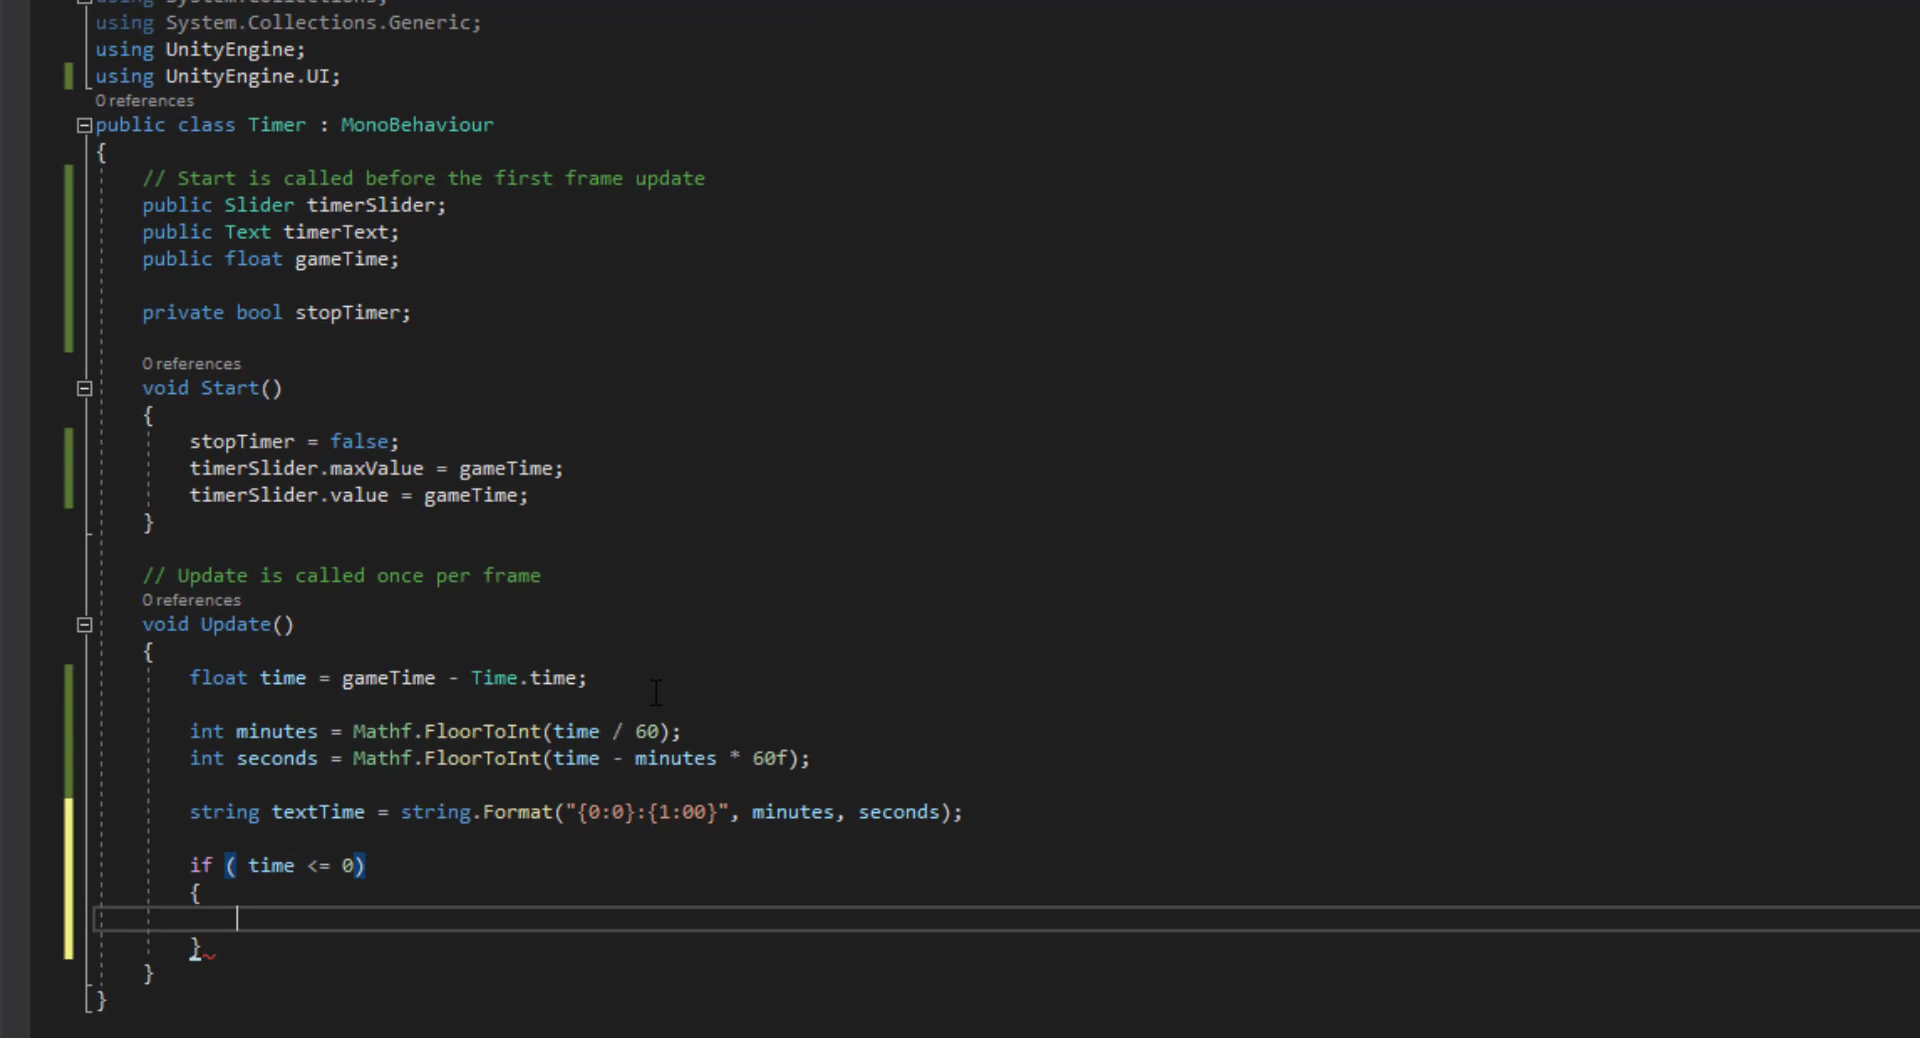 using System.Collections;
using System.Collections.Generic;
using UnityEngine;
using UnityEngine.UI;
0 references
public class Timer : MonoBehaviour
{
// Start is called before the first frame update
public Slider timerSlider;
public Text timerText;
public float gameTime;
private bool stopTimer;
0 references
void Start()
{
stopTimer = false;
timerSlider.maxValue = gameTime;
timerSlider.value = gameTime;
}
// Update is called once per frame
0 references
void Update()
{
float time = gameTime - Time.time;
int minutes = Mathf.FloorToInt(time / 60);
int seconds = Mathf.FloorToInt(time - minutes * 60f);
string textTime = string.Format("{0:0}:{1:00}", minutes, seconds);
if ( time <= 0)
{
}
}
}